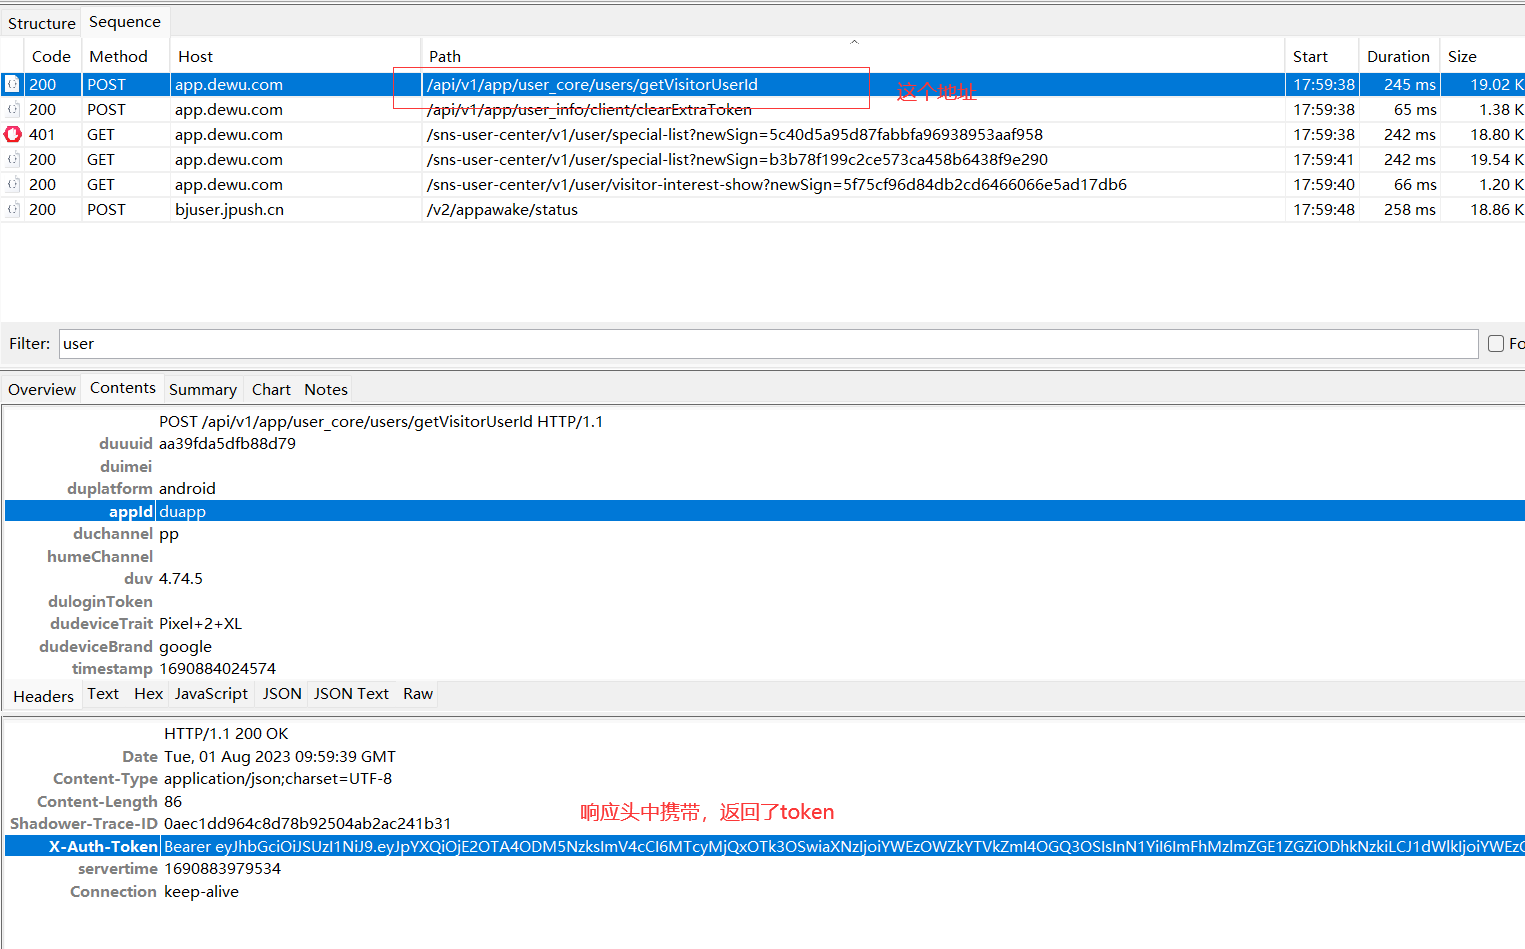 Structure Sequence
Code Method Host Path Start Duration Size
200 POST app.dewu.com /api/v1/app/user_core/users/getVisitorUserId 这个地址 17:59:38 245 ms 19.02 K
200 POST app.dewu.com /api/v1/app/user_info/client/clearExtraToken 17:59:38 65 ms 1.38 K
401 GET app.dewu.com /sns-user-center/v1/user/special-list?newSign=5c40d5a95d87fabbfa96938953aaf958 17:59:38 242 ms 18.80 K
200 GET app.dewu.com /sns-user-center/v1/user/special-list?newSign=b3b78f199c2ce573ca458b6438f9e290 17:59:41 242 ms 19.54 K
200 GET app.dewu.com /sns-user-center/v1/user/visitor-interest-show?newSign=5f75cf96d84db2cd6466066e5ad17db6 17:59:40 66 ms 1.20 K
200 POST bjuser.jpush.cn /v2/appawake/status 17:59:48 258 ms 18.86 K
Filter: user Fo
Overview Contents Summary Chart Notes
POST /api/v1/app/user_core/users/getVisitorUserId HTTP/1.1
duuuid aa39fda5dfb88d79
duimei
duplatform android
appId duapp
duchannel pp
humeChannel
duv 4.74.5
duloginToken
dudeviceTrait Pixel+2+XL
dudeviceBrand google
timestamp 1690884024574
Headers Text Hex JavaScript JSON JSON Text Raw
HTTP/1.1 200 OK
Date Tue, 01 Aug 2023 09:59:39 GMT
Content-Type application/json;charset=UTF-8
Content-Length 86
响应头中携带，返回了token
Shadower-Trace-ID 0aec1dd964c8d78b92504ab2ac241b31
X-Auth-Token Bearer eyJhbGciOiJSUzI1NiJ9.eyJpYXQiOjE2OTA4ODM5NzksImV4cCI6MTcyMjQxOTk3OSwiaXNzIjoiYWEzOWZkYTVkZmI4OGQ3OSIsInN1YiI6ImFhMzlmZGE1ZGZiODhkNzkiLCJ1dWlkIjoiYWEzO
servertime 1690883979534
Connection keep-alive